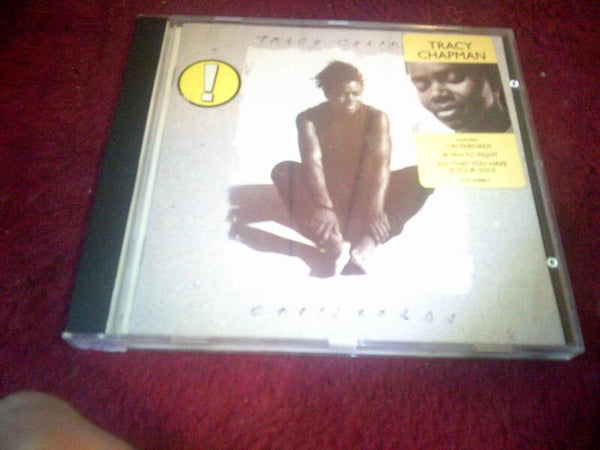 TRACY CHAPMAN
!
TRACY
CHAPMAN
CROSSROADS
BORN TO FIGHT
ALL THAT YOU HAVE
IS YOUR SOUL
CROSSROADS